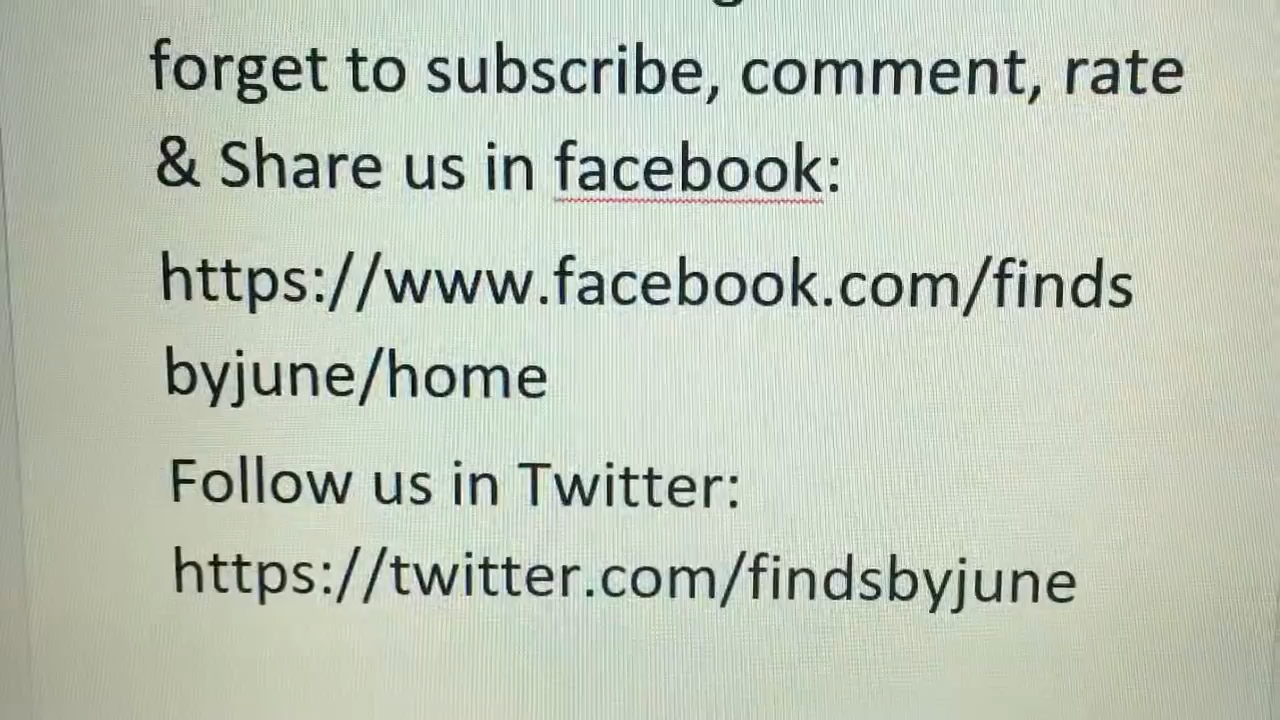 forget to subscribe, comment, rate
& Share us in facebook:
https://www.facebook.com/finds
byjune/home
Follow us in Twitter:
https://twitter.com/findsbyjune